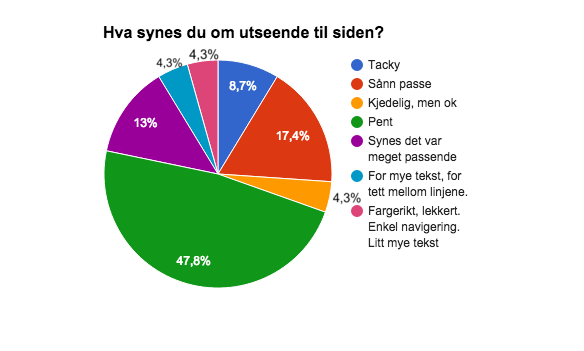 Hva synes du om utseende til siden?
4,3%
4,3%
8,7%
17,4%
13%
4,3%
47,8%
Tacky
Sånn passe
Kjedelig, men ok
Pent
Synes det var
meget passende
For mye tekst, for
tett mellom linjene.
Fargerikt, lekkert.
Enkel navigering.
Litt mye tekst